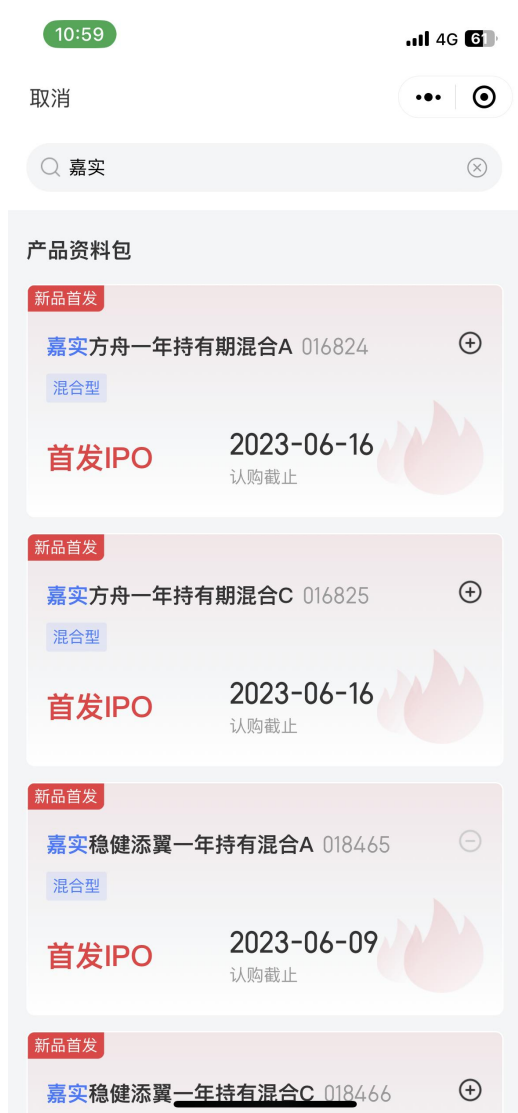 10:59
4G 61
取消
嘉实
产品资料包
新品首发
嘉实方舟一年持有期混合A 016824
混合型
首发IPO
2023-06-16
认购截止
新品首发
嘉实方舟一年持有期混合C 016825
混合型
首发IPO
2023-06-16
认购截止
新品首发
嘉实稳健添翼一年持有混合A 018465
混合型
首发IPO
2023-06-09
认购截止
新品首发
嘉实稳健添翼一年持有混合C 018466